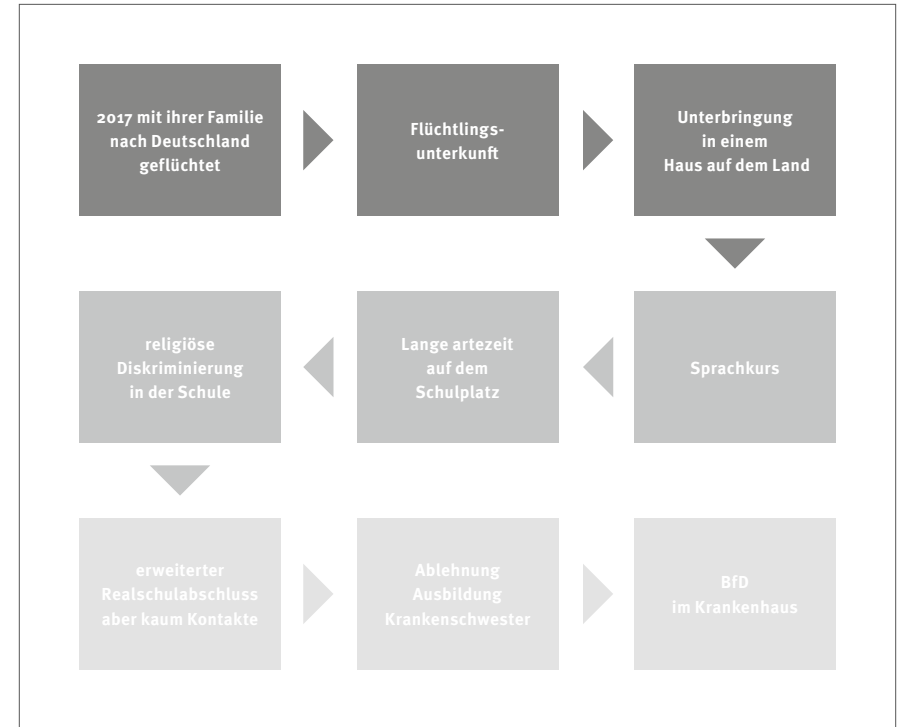 2017 mit ihrer Familie
nach Deutschland
geflüchtet
Flüchtlings-
unterkunft
Unterbringung
in einem
Haus auf dem Land
Sprachkurs
Lange artezeit
auf dem
Schulplatz
religiöse
Diskriminierung
in der Schule
erweiterter
Realschulabschluss
aber kaum Kontakte
Ablehnung
Ausbildung
Krankenschwester
BfD
im Krankenhaus